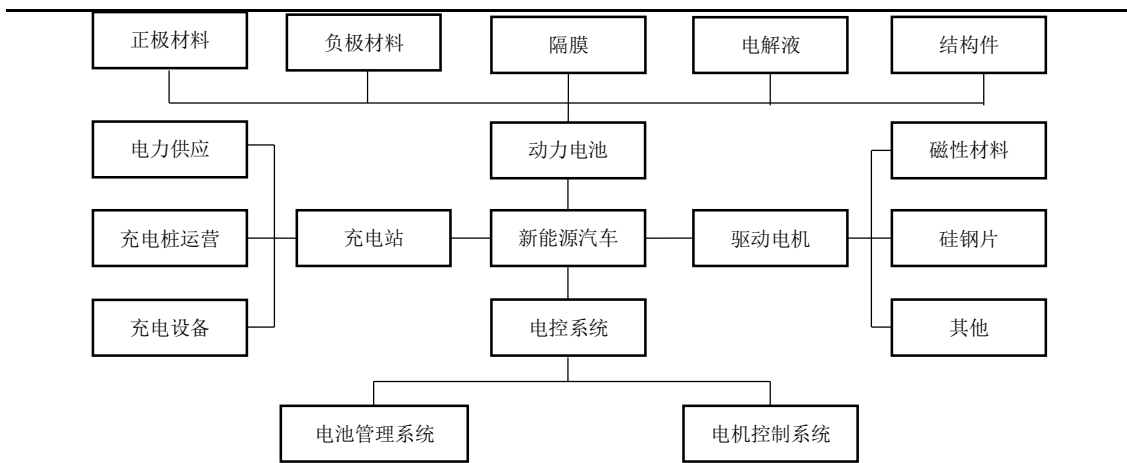 正极材料
负极材料
隔膜
电解液
结构件
电力供应
动力电池
磁性材料
充电桩运营
充电站
新能源汽车
驱动电机
硅钢片
充电设备
电控系统
其他
电池管理系统
电机控制系统